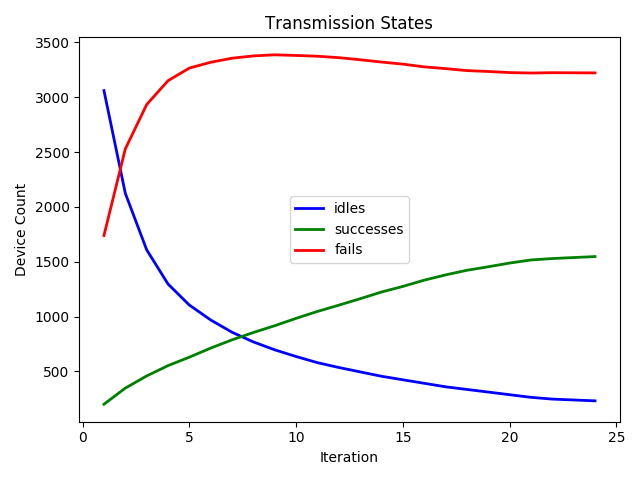 Transmission States
Device Count
3500
3000
2500
2000
1500
1000
500
idles
successes
fails
0
5
10
15
20
25
Iteration